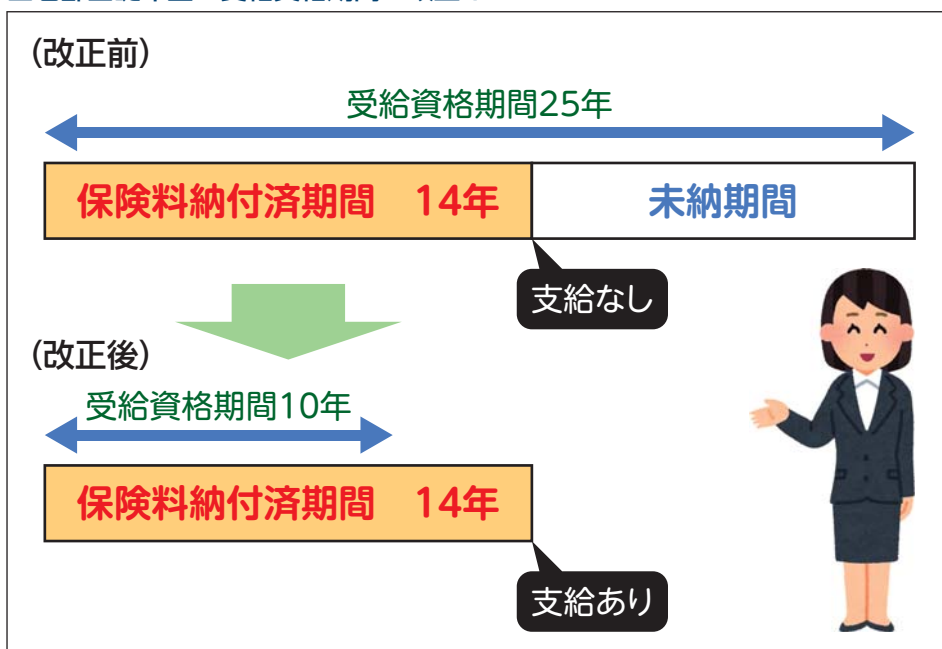 (改正前)
受給資格期間25年
保険料納付済期間 14年
未納期間
支給なし
(改正後)
受給資格期間10年
保険料納付済期間 14年
支給あり